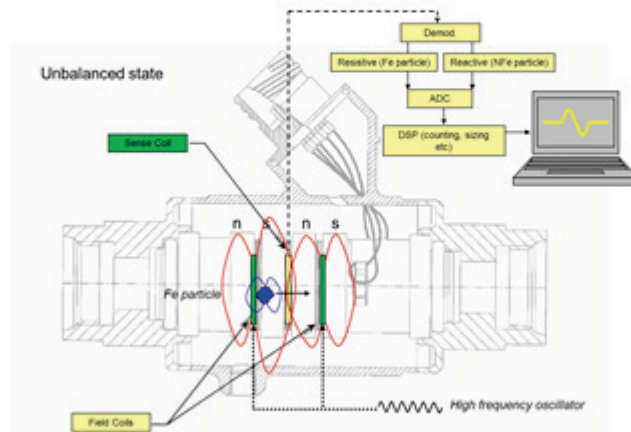 Demod.
Unbalanced state
Resistive (Fe particle)
Reactive (NFe particle)
ADC
DSP (counting, sizing
etc)
Sense Coil
n s n s
Fe particle
High frequency oscillator
Field Coils